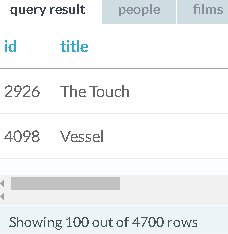 query result people films
id title
2926 The Touch
4098 Vessel
Showing 100 out of 4700 rows